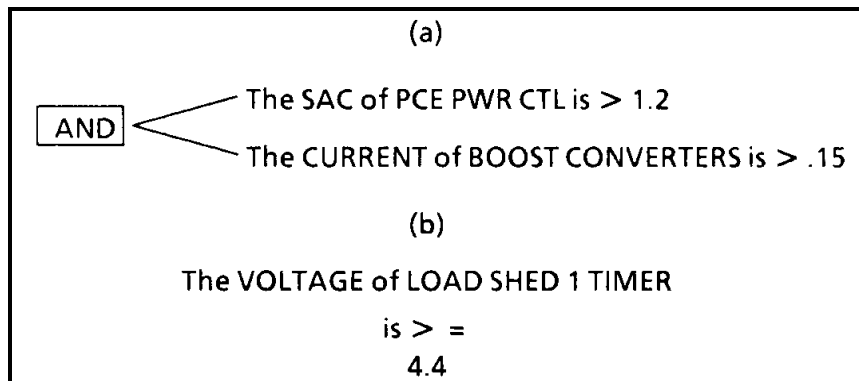 (a)
The SAC of PCE PWR CTL is > 1.2
AND
The CURRENT of BOOST CONVERTERS is > .15
(b)
The VOLTAGE of LOAD SHED 1 TIMER
is > =
4.4